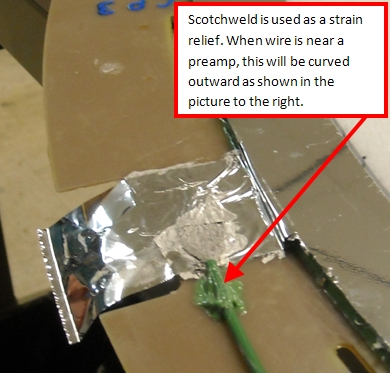 Scotchweld is used as a strain
relief. When wire is near a
preamp, this will be curved
outward as shown in the
picture to the right.